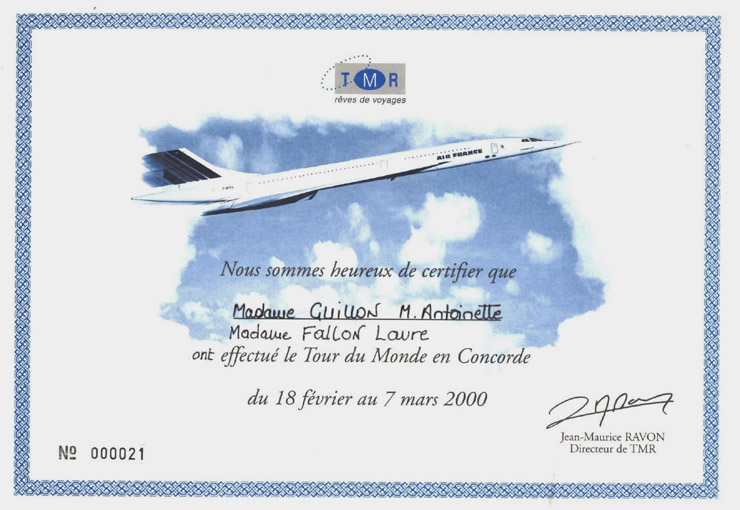 TMR
rêves de voyages
AIR FRANCE
Nous sommes heureux de certifier que
Madame GUILLON M. Antoinette
Madame FALLON Laure
ont effectué le Tour du Monde en Concorde
du 18 février au 7 mars 2000
Jean-Maurice RAVON
Directeur de TMR
Nº 000021